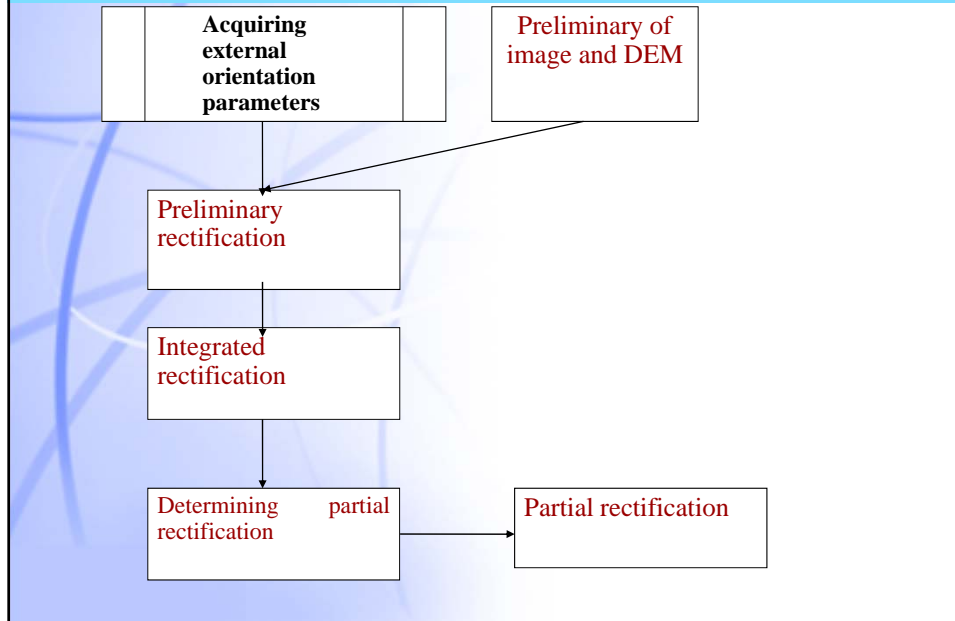 Acquiring
external
orientation
parameters
Preliminary of
image and DEM
Preliminary
rectification
Integrated
rectification
Determining partial
rectification
Partial rectification